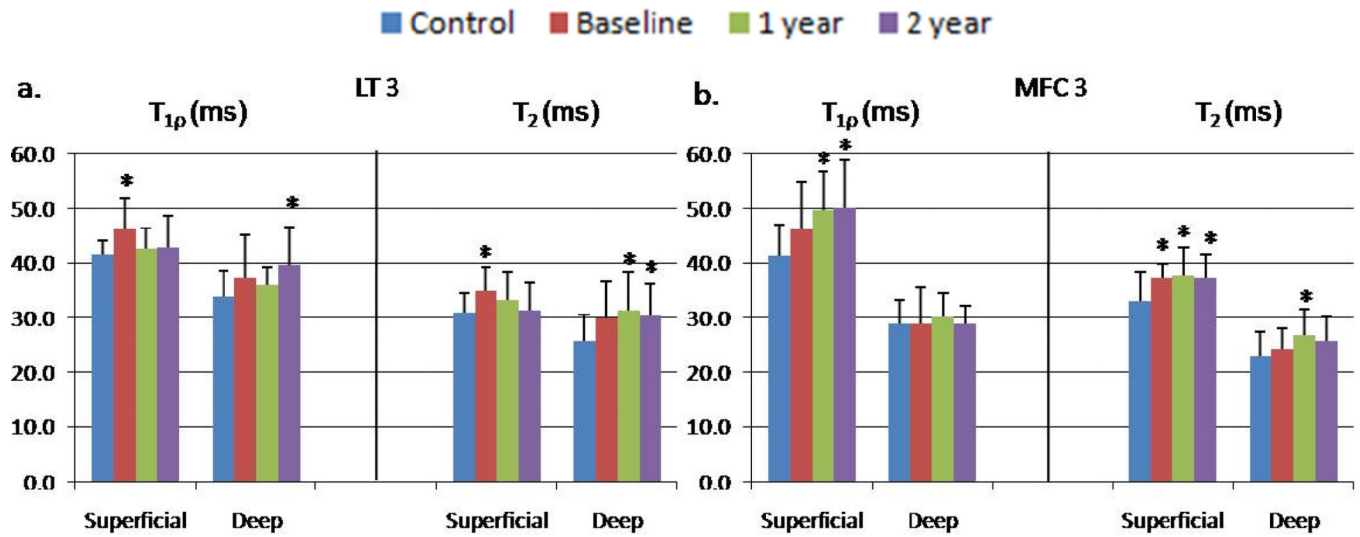 Control Baseline 1 year 2 year
a. LT 3 b. MFC 3
T1ρ (ms) T2 (ms) T1ρ (ms) T2 (ms)
60.0 60.0
* * *
50.0 * * 50.0
* * * *
40.0 * * * 40.0
*
30.0 30.0
20.0 20.0
10.0 10.0
0.0 0.0
Superficial Deep Superficial Deep Superficial Deep Superficial Deep